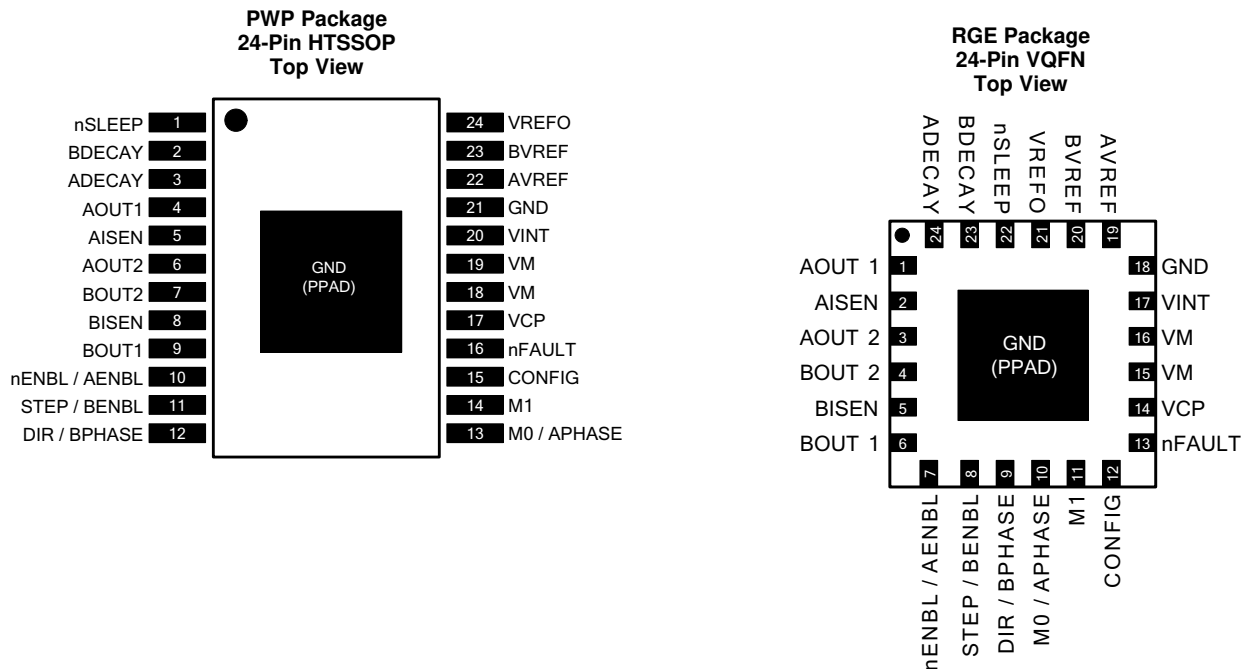 PWP Package
24-Pin HTSSOP
Top View
nSLEEP 1
BDECAY 2
ADECAY 3
AOUT1 4
AISEN 5
AOUT2 6
BOUT2 7
BISEN 8
BOUT1 9
nENBL / AENBL 10
STEP / BENBL 11
DIR / BPHASE 12
GND
(PPAD)
24 VREFO
23 BVREF
22 AVREF
21 GND
20 VINT
19 VM
18 VM
17 VCP
16 nFAULT
15 CONFIG
14 M1
13 M0 / APHASE
RGE Package
24-Pin VQFN
Top View
ADECAY 24
BDECAY 23
nSLEEP 22
VREFO 21
BVREF 20
AVREF 19
AOUT 1 1
AISEN 2
AOUT 2 3
BOUT 2 4
BISEN 5
BOUT 1 6
GND
(PPAD)
18 GND
17 VINT
16 VM
15 VM
14 VCP
13 nFAULT
7 nENBL / AENBL
8 STEP / BENBL
9 DIR / BPHASE
10 M0 / APHASE
11 M1
12 CONFIG